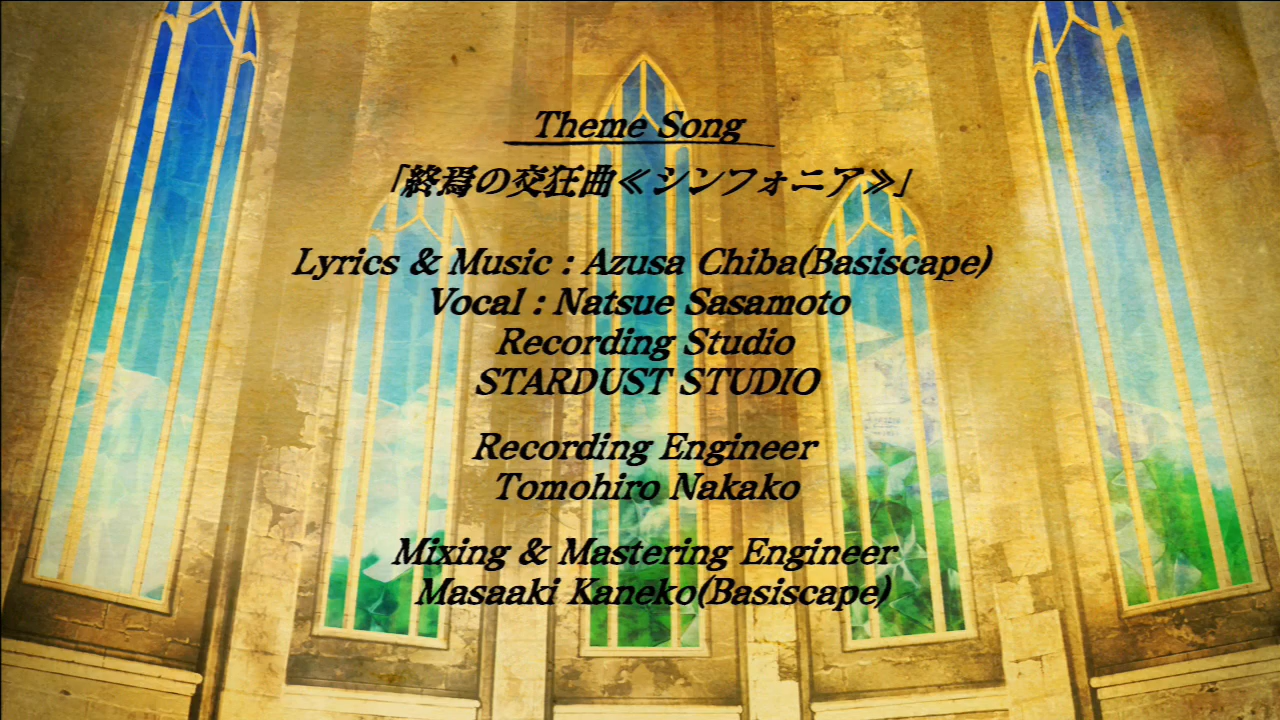 Theme Song
「終焉の交狂曲≪シンフォニア≫」
Lyrics & Music : Azusa Chiba(Basiscape)
Vocal : Natsue Sasamoto
Recording Studio
STARDUST STUDIO
Recording Engineer
Tomohiro Nakako
Mixing & Mastering Engineer
Masaaki Kaneko(Basiscape)